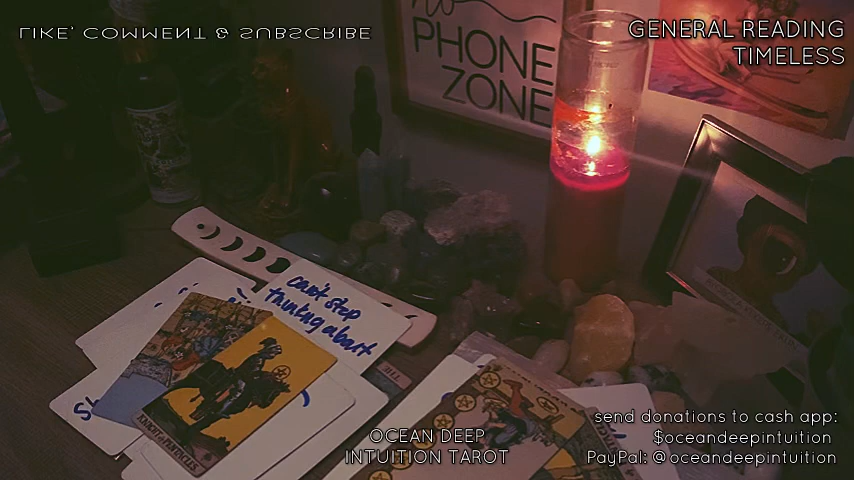 LIKE, COMMENT & SUBSCRIBE
GENERAL READING
TIMELESS
no
PHONE
ZONE
can't stop
thinking about
KNIGHT of PENTACLES
OCEAN DEEP
INTUITION TAROT
send donations to cash app:
$oceandeepintuition
PayPal: @oceandeepintuition